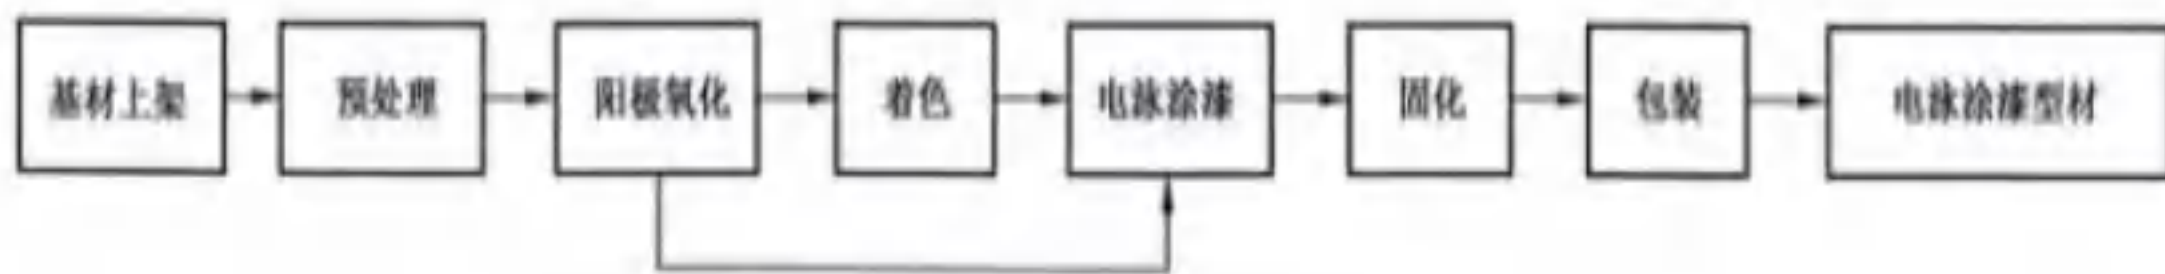 基材上架
预处理
阳极氧化
着色
电泳涂漆
固化
包装
电泳涂漆型材